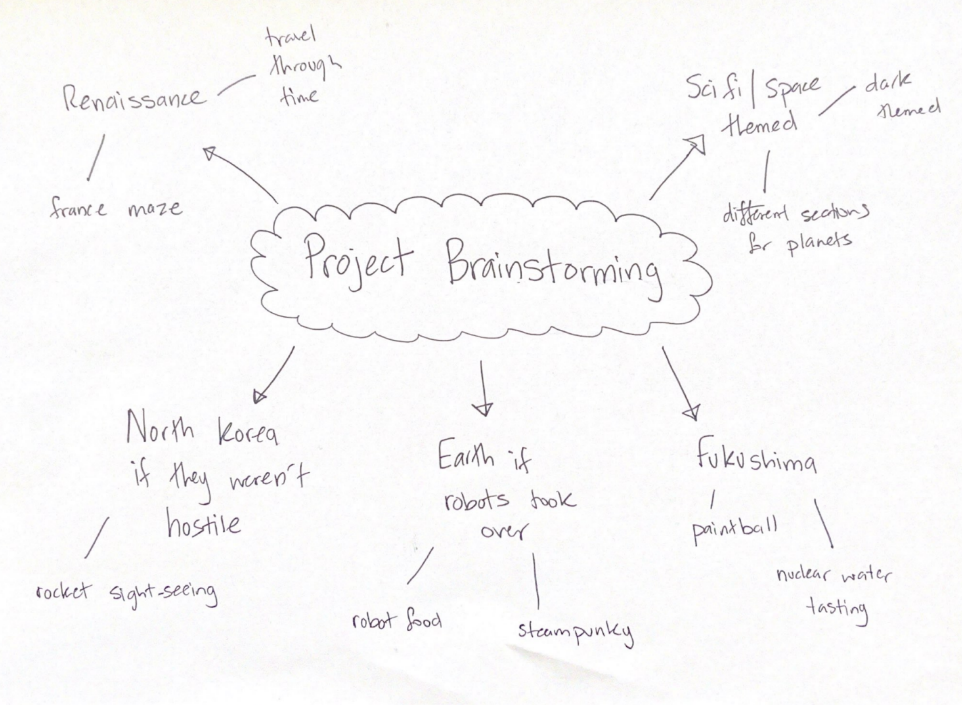 travel
through
time
Renaissance
france maze
Sci fi | Space
themed
dark
themed
different sections
for planets
Project Brainstorming
North Korea
if they weren't
hostile
rocket sight-seeing
Earth if
robots took
over
robot food
steampunky
Fukushima
paintball
nuclear water
tasting